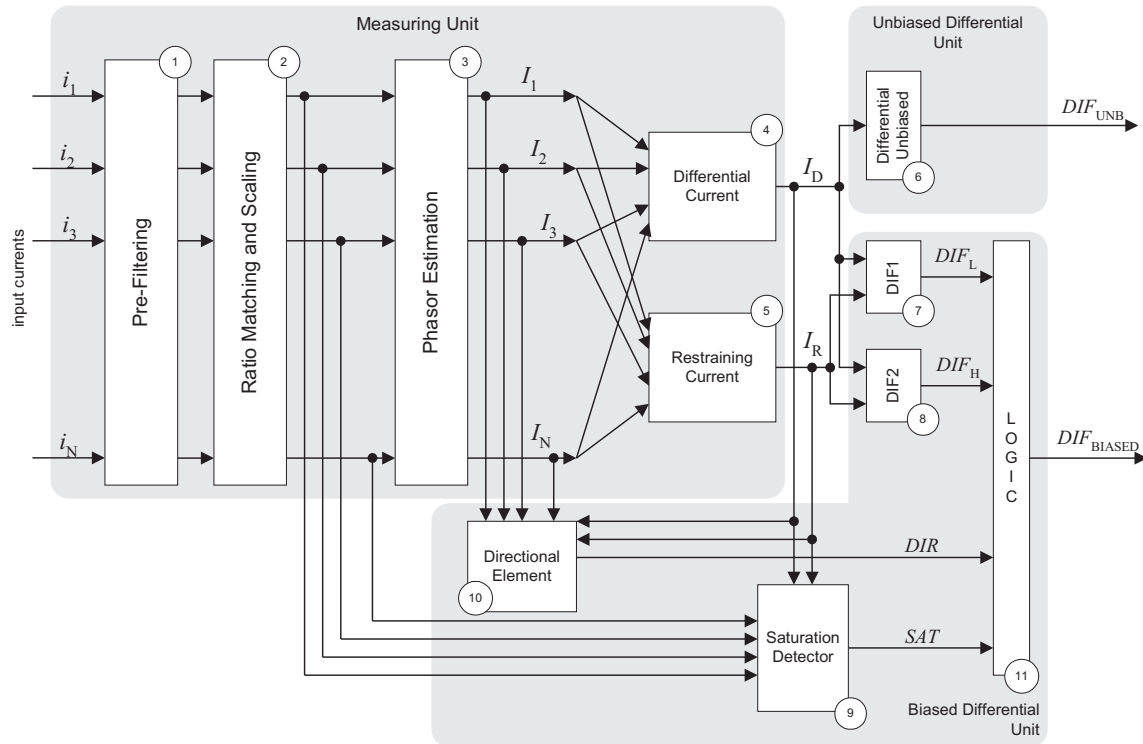 Measuring Unit
Unbiased Differential
Unit
input currents
i1
i2
i3
iN
Pre-Filtering
1
Ratio Matching and Scaling
2
Phasor Estimation
3
I1
I2
I3
IN
Differential
Current
4
Restraining
Current
5
ID
IR
Differential
Unbiased
6
DIFUNB
DIF1
7
DIFL
DIF2
8
DIFH
LOGIC
11
DIFBIASED
Directional
Element
10
DIR
Saturation
Detector
9
SAT
Biased Differential
Unit